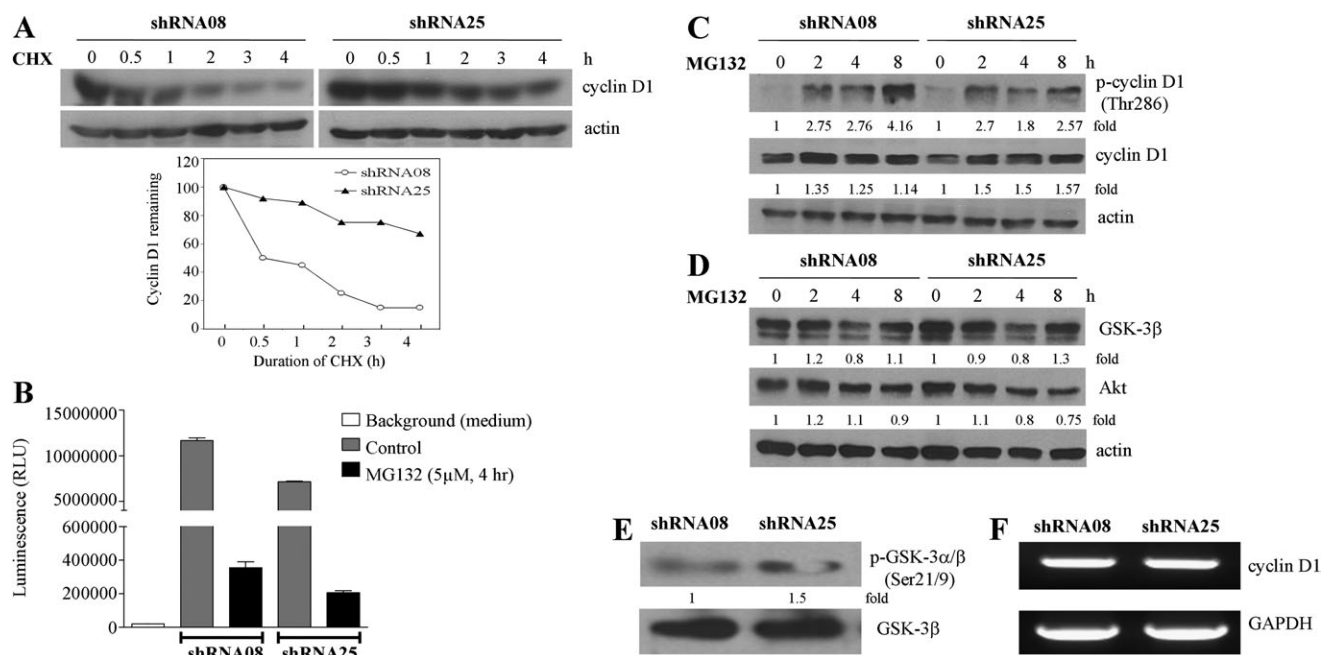 A
shRNA08 shRNA25
CHX 0 0.5 1 2 3 4 0 0.5 1 2 3 4 h
cyclin D1
actin
120
100
80
60
40
20
0
Cyclin D1 remaining
shRNA08
shRNA25
0 0.5 1 2 3 4
Duration of CHX (h)
B
15000000
10000000
5000000
600000
400000
200000
0
Luminescence (RLU)
Background (medium)
Control
MG132 (5μM, 4 hr)
shRNA08 shRNA25
C
shRNA08 shRNA25
MG132 0 2 4 8 0 2 4 8 h
p-cyclin D1
(Thr286)
1 2.75 2.76 4.16 1 2.7 1.8 2.57 fold
cyclin D1
1 1.35 1.25 1.14 1 1.5 1.5 1.57 fold
actin
D
shRNA08 shRNA25
MG132 0 2 4 8 0 2 4 8 h
GSK-3β
1 1.2 0.8 1.1 1 0.9 0.8 1.3 fold
Akt
1 1.2 1.1 0.9 1 1.1 0.8 0.75 fold
actin
E
shRNA08 shRNA25
p-GSK-3α/β
(Ser21/9)
1 1.5 fold
GSK-3β
F
shRNA08 shRNA25
cyclin D1
GAPDH